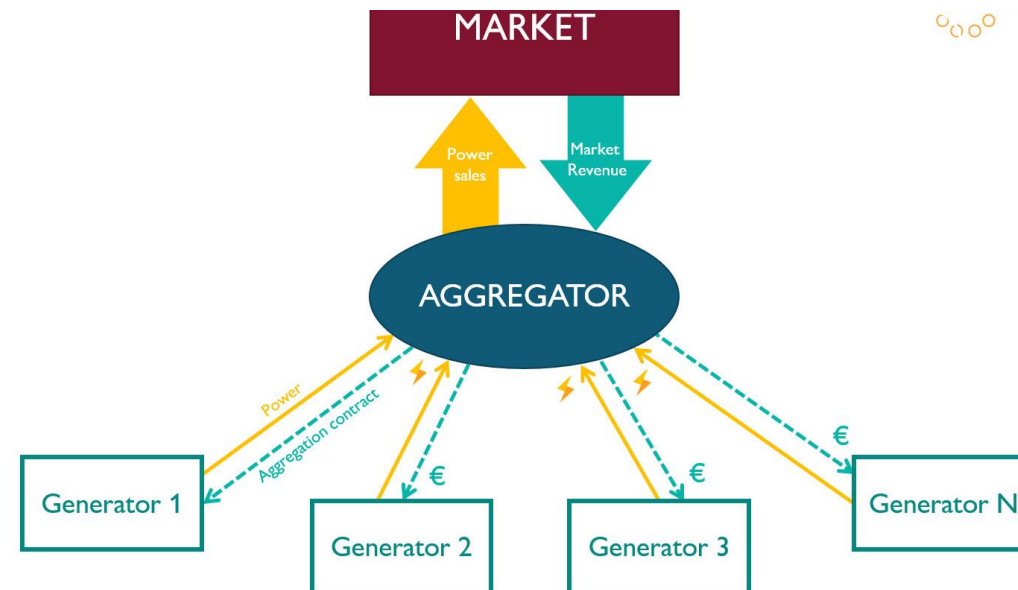 MARKET
Power
sales
Market
Revenue
AGGREGATOR
Power
Aggregation contract
€
€
€
Generator 1
Generator 2
Generator 3
Generator N